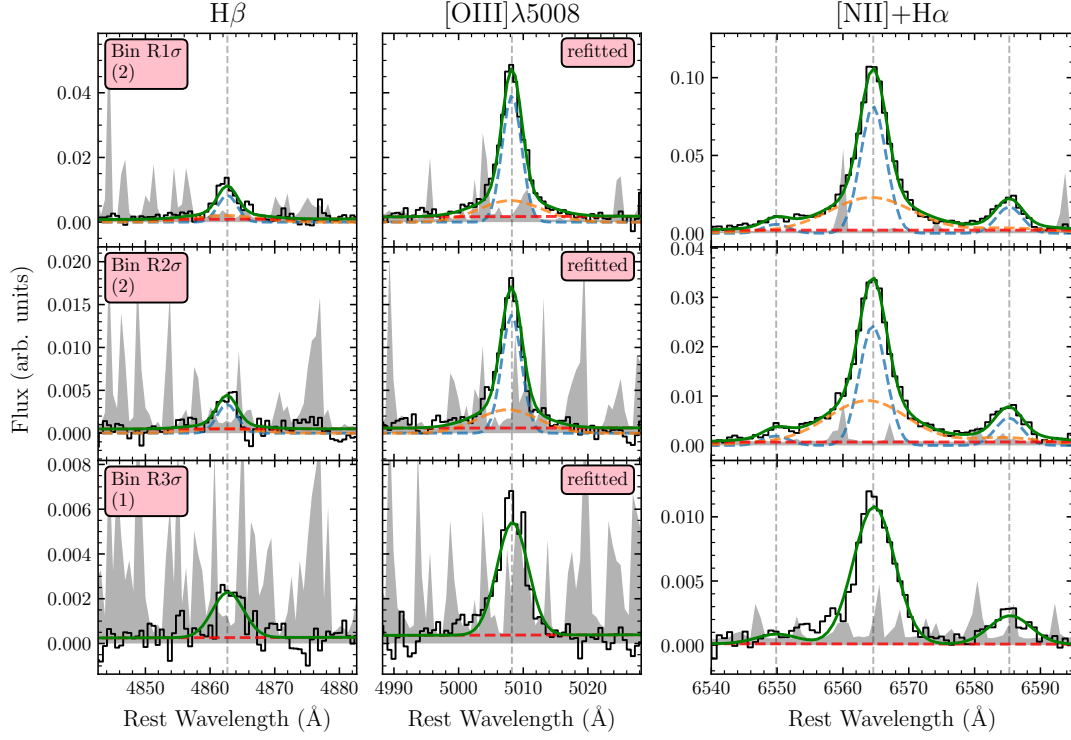 Hβ
[OIII]λ5008
[NII]+Hα
Flux (arb. units)
Bin R1σ
(2)
refitted
0.04
0.02
0.00
0.10
0.05
0.00
Bin R2σ
(2)
refitted
0.020
0.015
0.010
0.005
0.000
0.04
0.03
0.02
0.01
0.00
Bin R3σ
(1)
refitted
0.008
0.006
0.004
0.002
0.000
0.010
0.005
0.000
4850 4860 4870 4880
4990 5000 5010 5020
6540 6550 6560 6570 6580 6590
Rest Wavelength (Å)
Rest Wavelength (Å)
Rest Wavelength (Å)